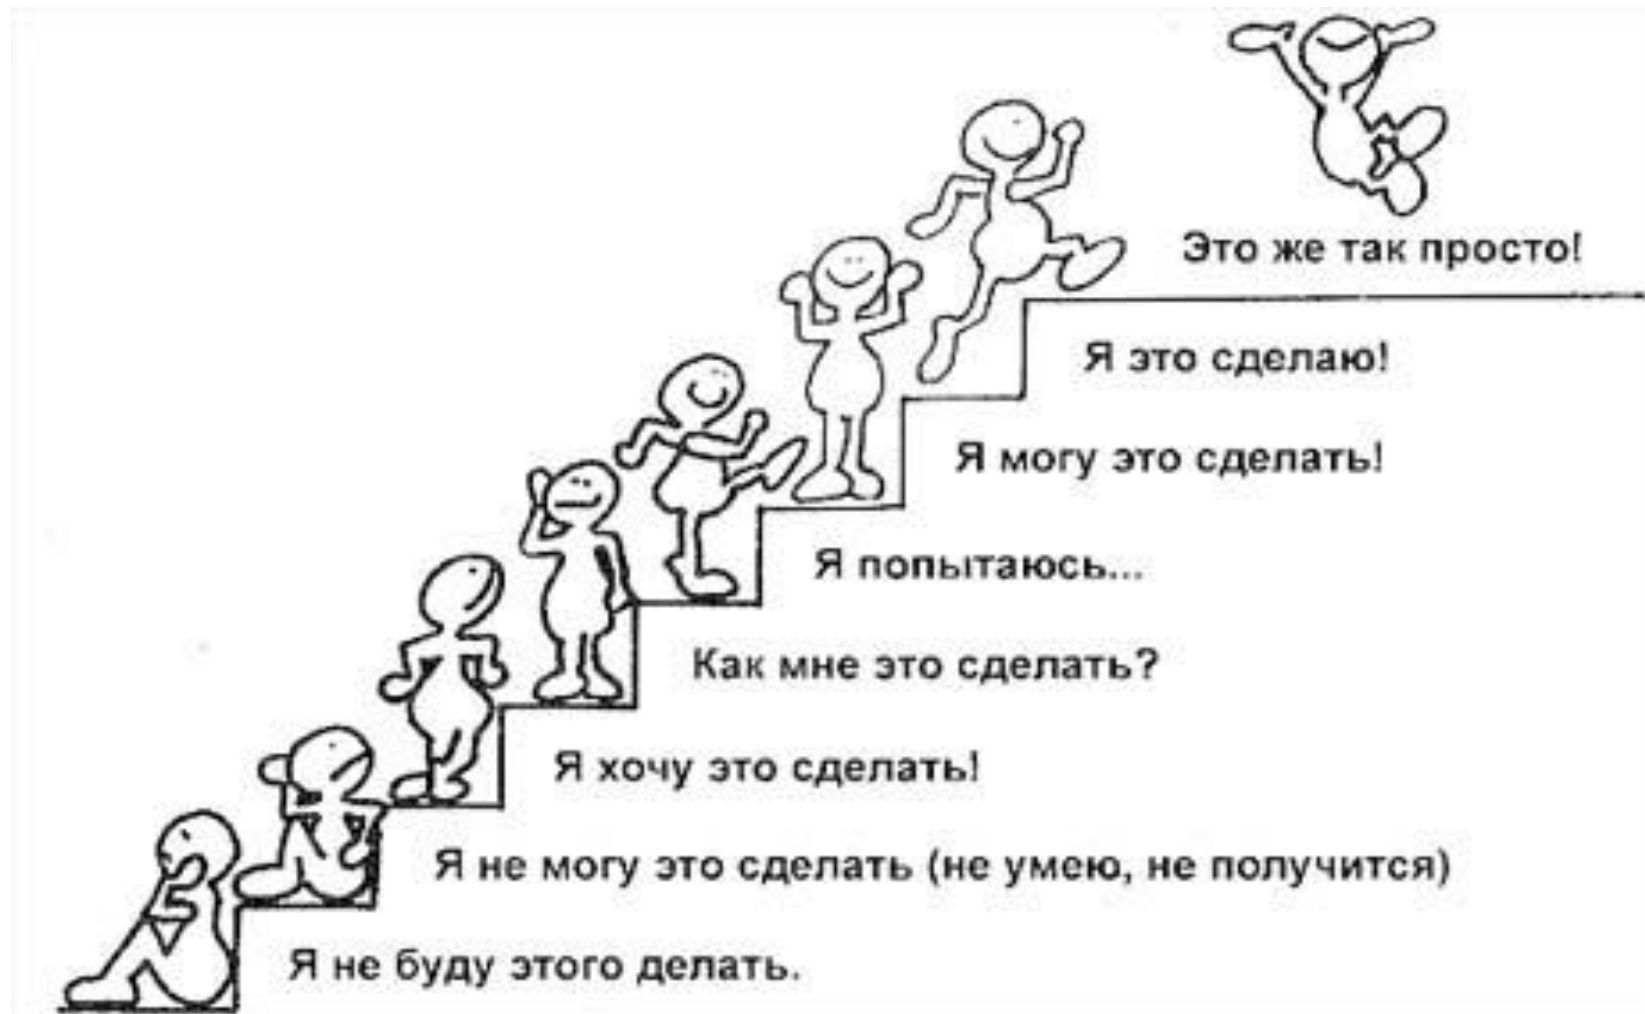 Это же так просто!
Я это сделаю!
Я могу это сделать!
Я попытаюсь...
Как мне это сделать?
Я хочу это сделать!
Я не могу это сделать (не умею, не получится)
Я не буду этого делать.